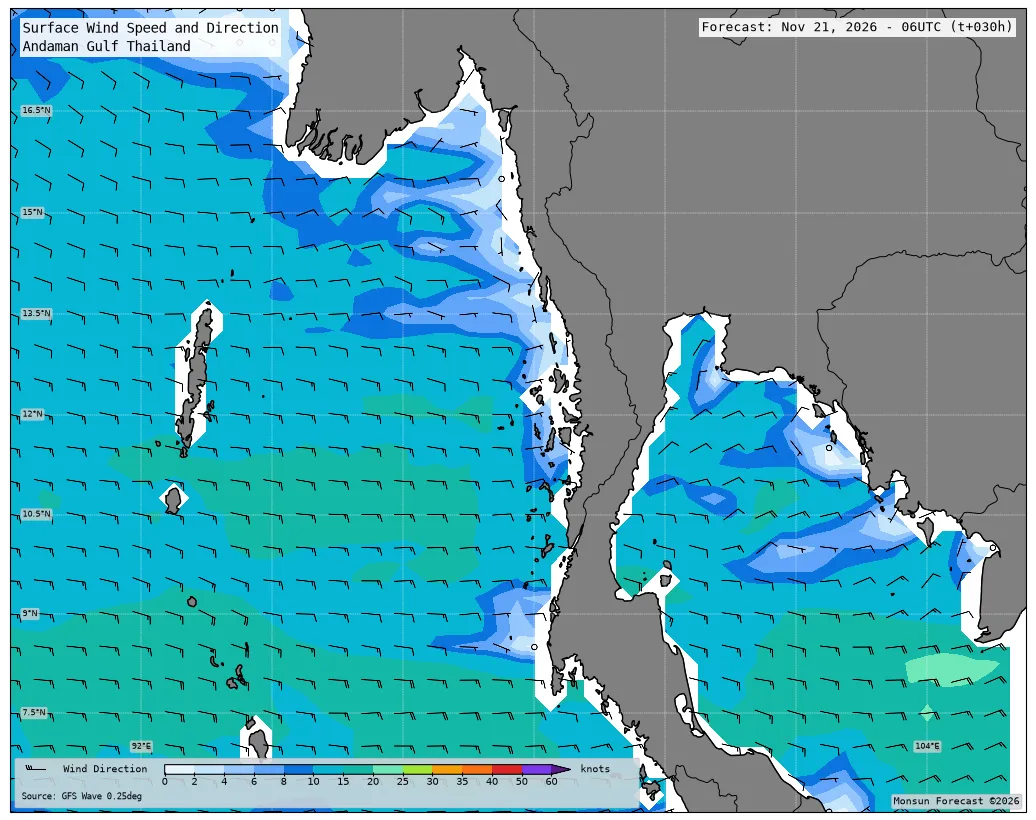 Surface Wind Speed and Direction
Andaman Gulf Thailand
Forecast: Nov 21, 2026 - 06UTC (t+030h)
16.5°N
15°N
13.5°N
12°N
10.5°N
9°N
7.5°N
92°E
104°E
Wind Direction
0 2 4 6 8 10 15 20 25 30 35 40 50 60
knots
Source: GFS Wave 0.25deg
Monsun Forecast ©2026